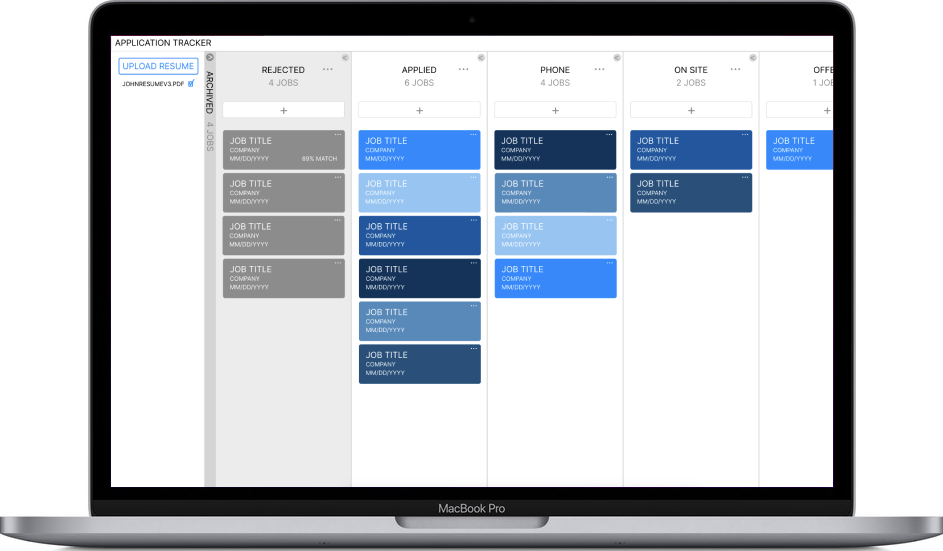 APPLICATION TRACKER
UPLOAD RESUME
JOHNRESUMEV3.PDF
ARCHIVED 4 JOBS
REJECTED
4 JOBS
+
JOB TITLE
COMPANY
MM/DD/YYYY 89% MATCH
JOB TITLE
COMPANY
MM/DD/YYYY
JOB TITLE
COMPANY
MM/DD/YYYY
JOB TITLE
COMPANY
MM/DD/YYYY
APPLIED
6 JOBS
+
JOB TITLE
COMPANY
MM/DD/YYYY
JOB TITLE
COMPANY
MM/DD/YYYY
JOB TITLE
COMPANY
MM/DD/YYYY
JOB TITLE
COMPANY
MM/DD/YYYY
JOB TITLE
COMPANY
MM/DD/YYYY
JOB TITLE
COMPANY
MM/DD/YYYY
PHONE
4 JOBS
+
JOB TITLE
COMPANY
MM/DD/YYYY
JOB TITLE
COMPANY
MM/DD/YYYY
JOB TITLE
COMPANY
MM/DD/YYYY
JOB TITLE
COMPANY
MM/DD/YYYY
ON SITE
2 JOBS
+
JOB TITLE
COMPANY
MM/DD/YYYY
JOB TITLE
COMPANY
MM/DD/YYYY
OFFE
1 JOB
+
JOB TITLE
COMPANY
MM/DD/YYYY
MacBook Pro